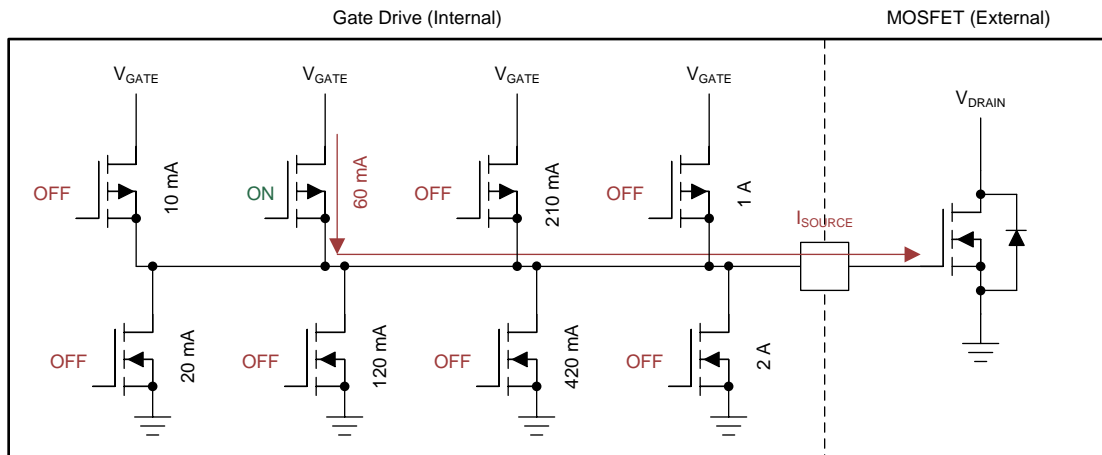 Gate Drive (Internal)
MOSFET (External)
VGATE
VGATE
VGATE
VGATE
VDRAIN
OFF
10 mA
ON
60 mA
OFF
210 mA
OFF
1 A
ISOURCE
OFF
20 mA
OFF
120 mA
OFF
420 mA
OFF
2 A